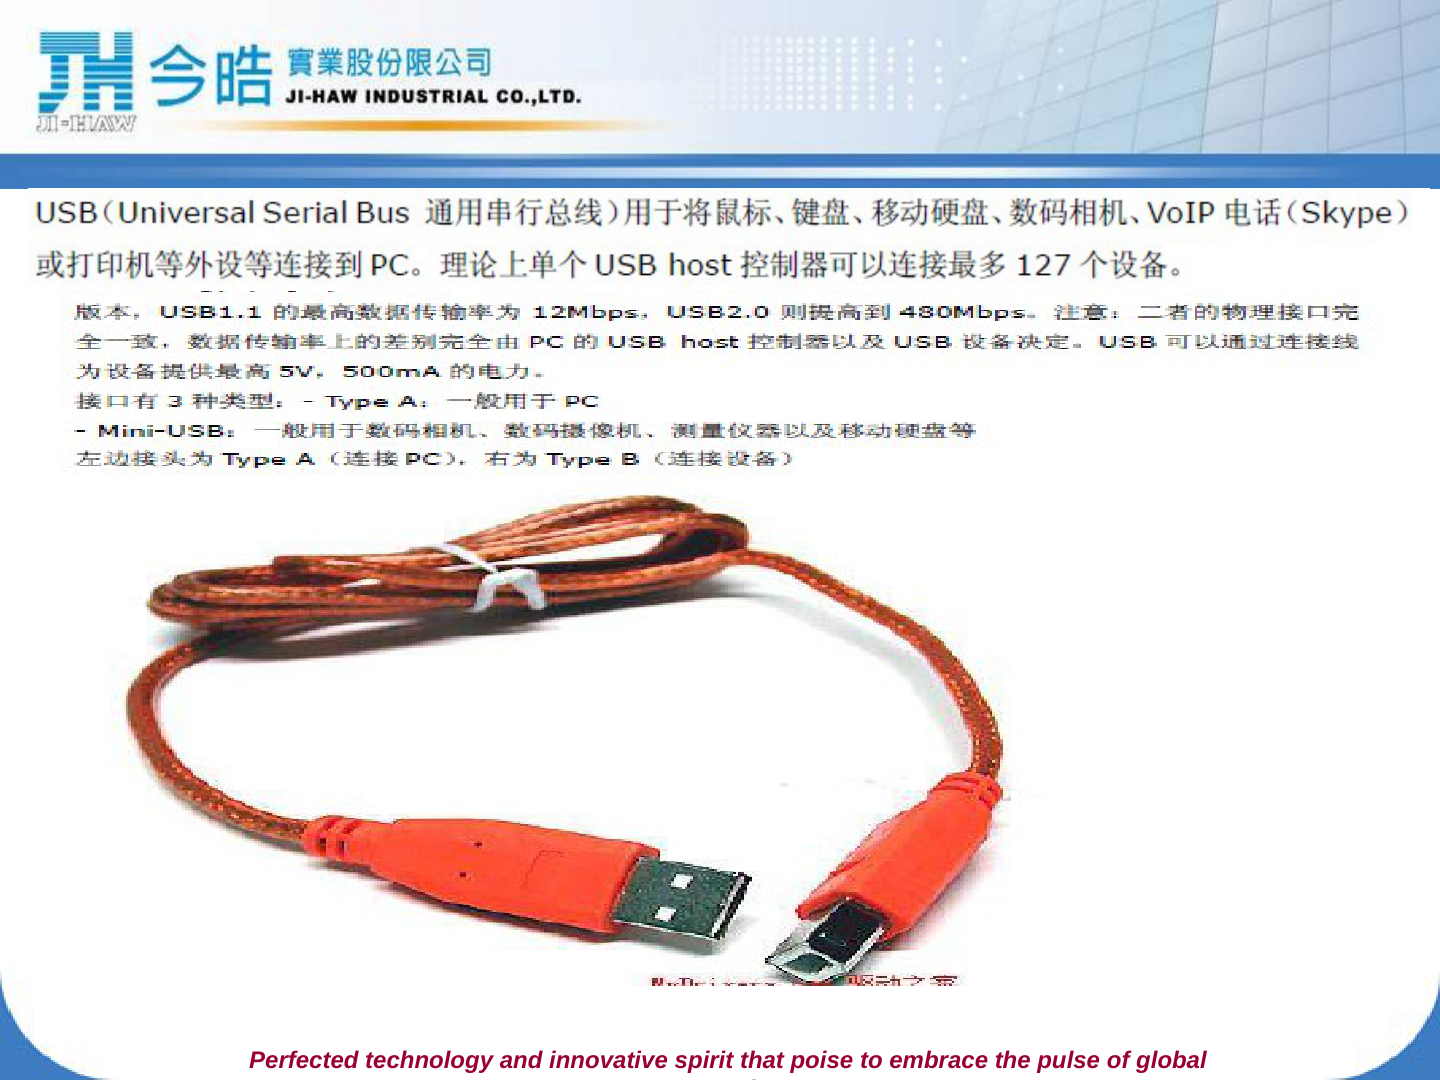 JI-HAW
今皓
實業股份限公司
JI-HAW INDUSTRIAL CO.,LTD.
USB（Universal Serial Bus 通用串行总线）用于将鼠标、键盘、移动硬盘、数码相机、VoIP 电话（Skype）
或打印机等外设等连接到 PC。理论上单个 USB host 控制器可以连接最多 127 个设备。
版本，USB1.1 的最高数据传输率为 12Mbps，USB2.0 则提高到 480Mbps。注意：二者的物理接口完
全一致，数据传输率上的差别完全由 PC 的 USB host 控制器以及 USB 设备决定。USB 可以通过连接线
为设备提供最高 5V，500mA 的电力。
接口有 3 种类型：- Type A：一般用于 PC
- Mini-USB：一般用于数码相机、数码摄像机、测量仪器以及移动硬盘等
左边接头为 Type A（连接 PC），右为 Type B（连接设备）
驱动之家
Perfected technology and innovative spirit that poise to embrace the pulse of global